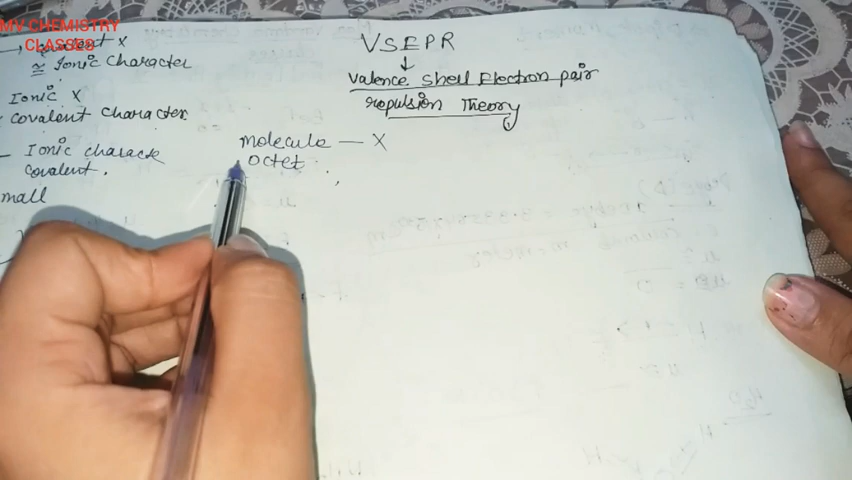 MV CHEMISTRY
CLASSES
x
≅ Ionic Character
Ionic X
covalent character
- Ionic characte
covalent.
mall
VSEPR
↓
Valence Shell Electron pair
repulsion Theory
molecule — X
octet